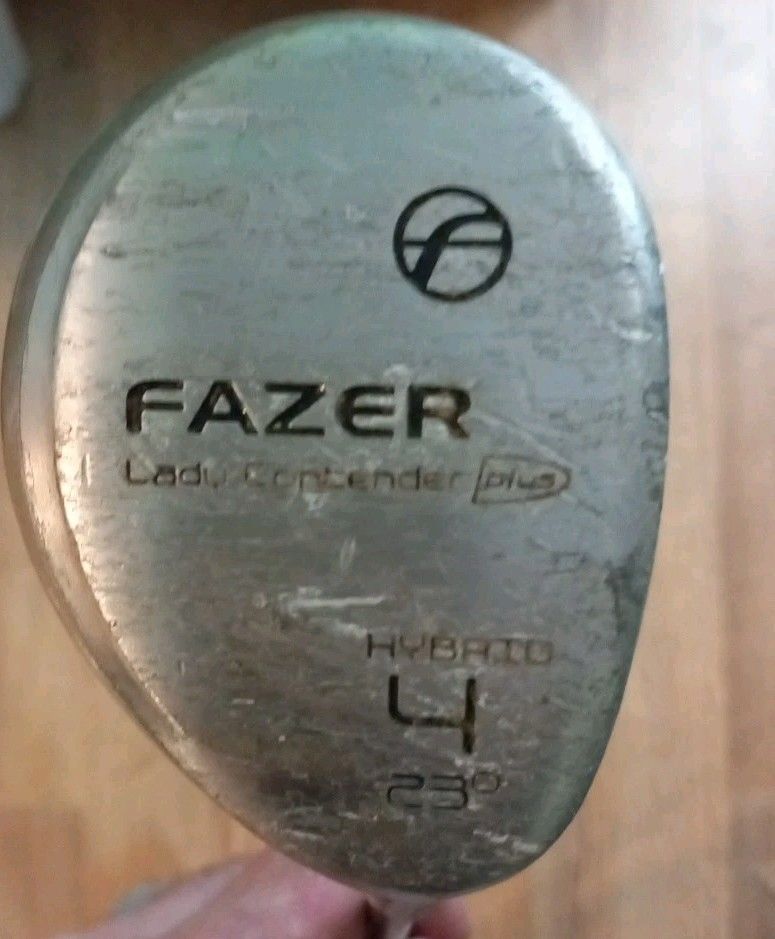 FAZER
Lady Contender plus
HYBRID
4
23°